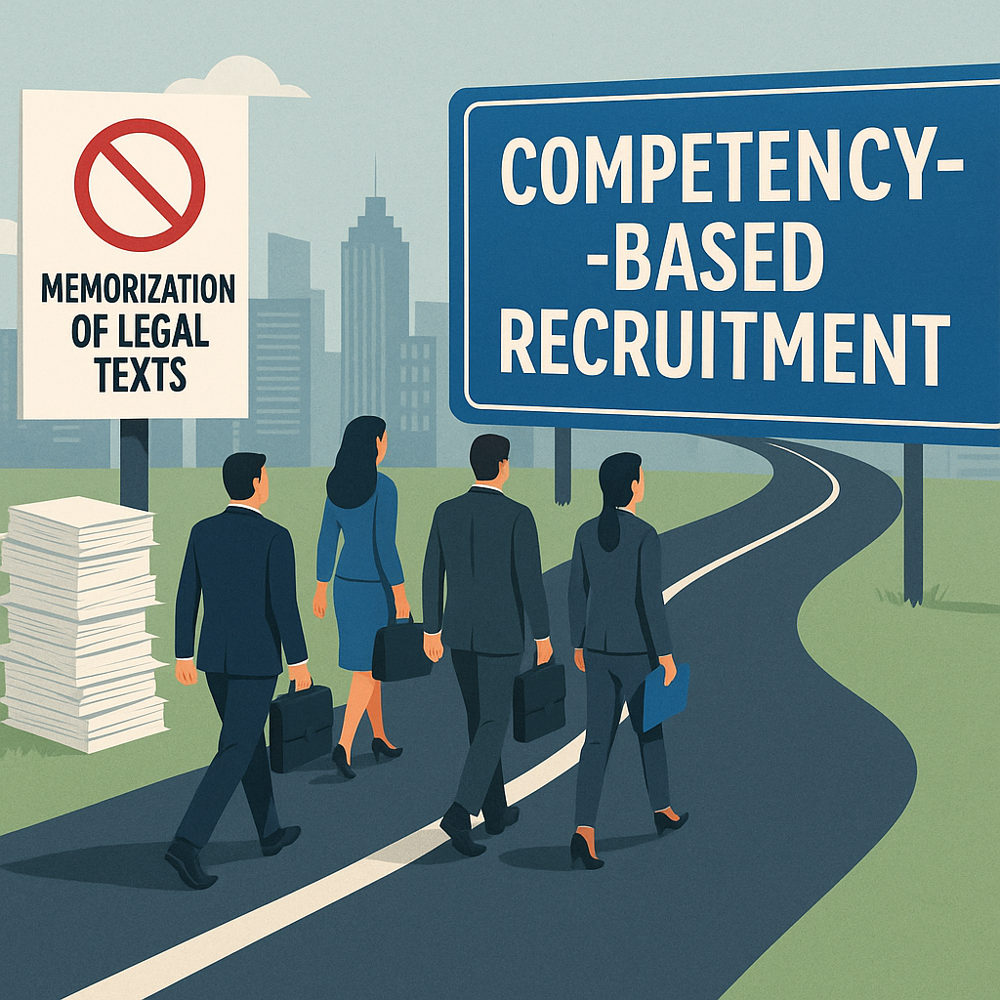 MEMORIZATION
OF LEGAL
TEXTS
COMPETENCY-
-BASED
RECRUITMENT